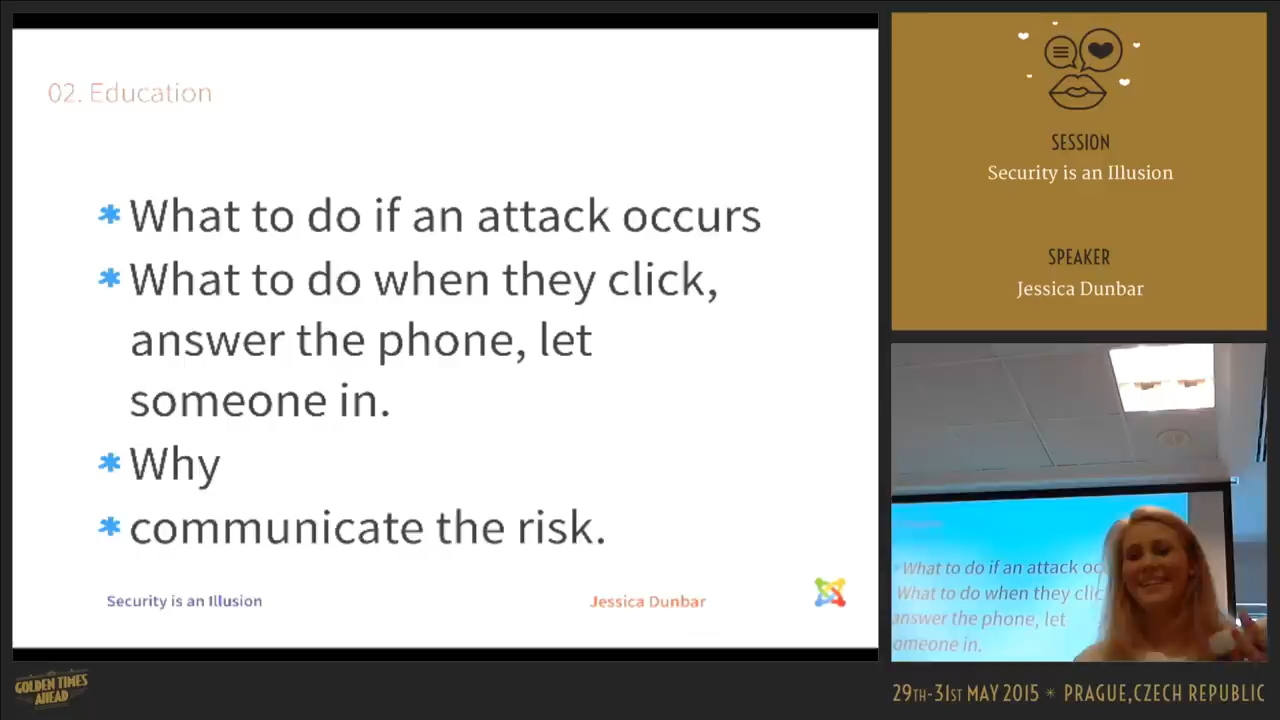 02. Education
* What to do if an attack occurs
* What to do when they click,
answer the phone, let
someone in.
* Why
* communicate the risk.
Security is an Illusion
Jessica Dunbar
SESSION
Security is an Illusion
SPEAKER
Jessica Dunbar
What to do if an attack oc
What to do when they clic
answer the phone, let
omeone in.
GOLDEN TIMES
AHEAD
29TH-31ST MAY 2015 * PRAGUE, CZECH REPUBLIC